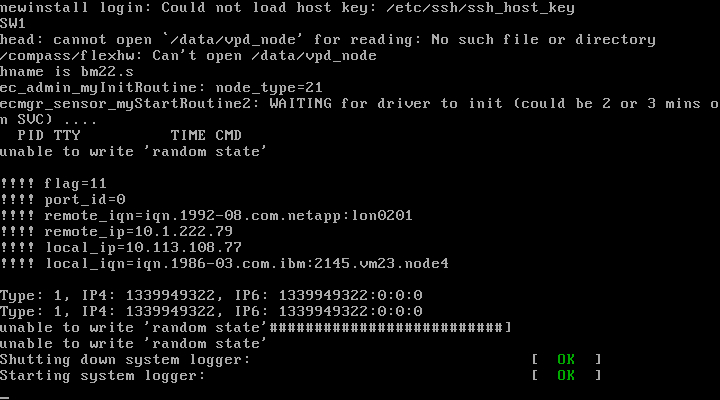 newinstall login: Could not load host key: /etc/ssh/ssh_host_key
SW1
head: cannot open `/data/vpd_node' for reading: No such file or directory
/compass/flexhw: Can't open /data/vpd_node
hname is bm22.s
ec_admin_myInitRoutine: node_type=21
ecmgr_sensor_myStartRoutine2: WAITING for driver to init (could be 2 or 3 mins o
n SVC) ....
  PID TTY          TIME CMD
unable to write 'random state'
!!!! flag=11
!!!! port_id=0
!!!! remote_iqn=iqn.1992-08.com.netapp:lon0201
!!!! remote_ip=10.1.222.79
!!!! local_ip=10.113.108.77
!!!! local_iqn=iqn.1986-03.com.ibm:2145.vm23.node4
Type: 1, IP4: 1339949322, IP6: 1339949322:0:0:0
Type: 1, IP4: 1339949322, IP6: 1339949322:0:0:0
unable to write 'random state'##########################]
unable to write 'random state'
Shutting down system logger:                               [  OK  ]
Starting system logger:                                    [  OK  ]